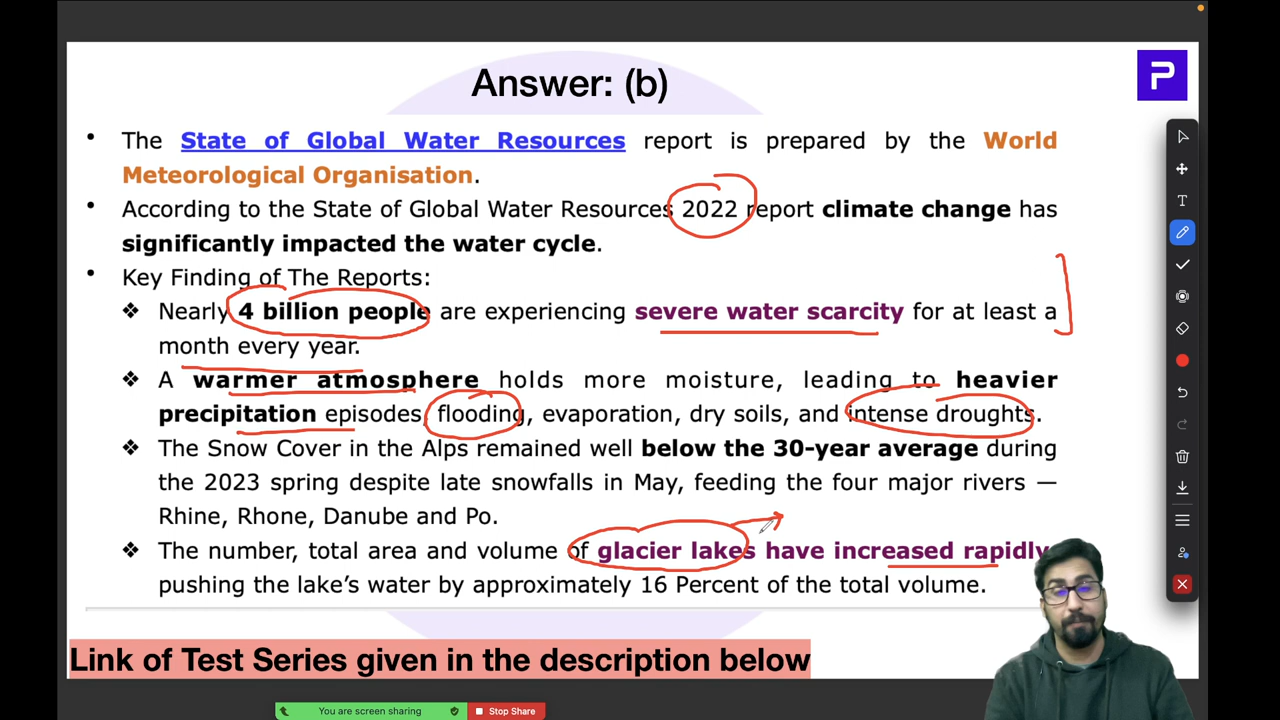 Answer: (b)
P
• The State of Global Water Resources report is prepared by the World
Meteorological Organisation.
• According to the State of Global Water Resources 2022 report climate change has
significantly impacted the water cycle.
• Key Finding of The Reports:
❖ Nearly 4 billion people are experiencing severe water scarcity for at least a
month every year.
❖ A warmer atmosphere holds more moisture, leading to heavier
precipitation episodes, flooding, evaporation, dry soils, and intense droughts.
❖ The Snow Cover in the Alps remained well below the 30-year average during
the 2023 spring despite late snowfalls in May, feeding the four major rivers —
Rhine, Rhone, Danube and Po.
❖ The number, total area and volume of glacier lakes have increased rapidly,
pushing the lake’s water by approximately 16 Percent of the total volume.
Link of Test Series given in the description below
You are screen sharing
Stop Share
T